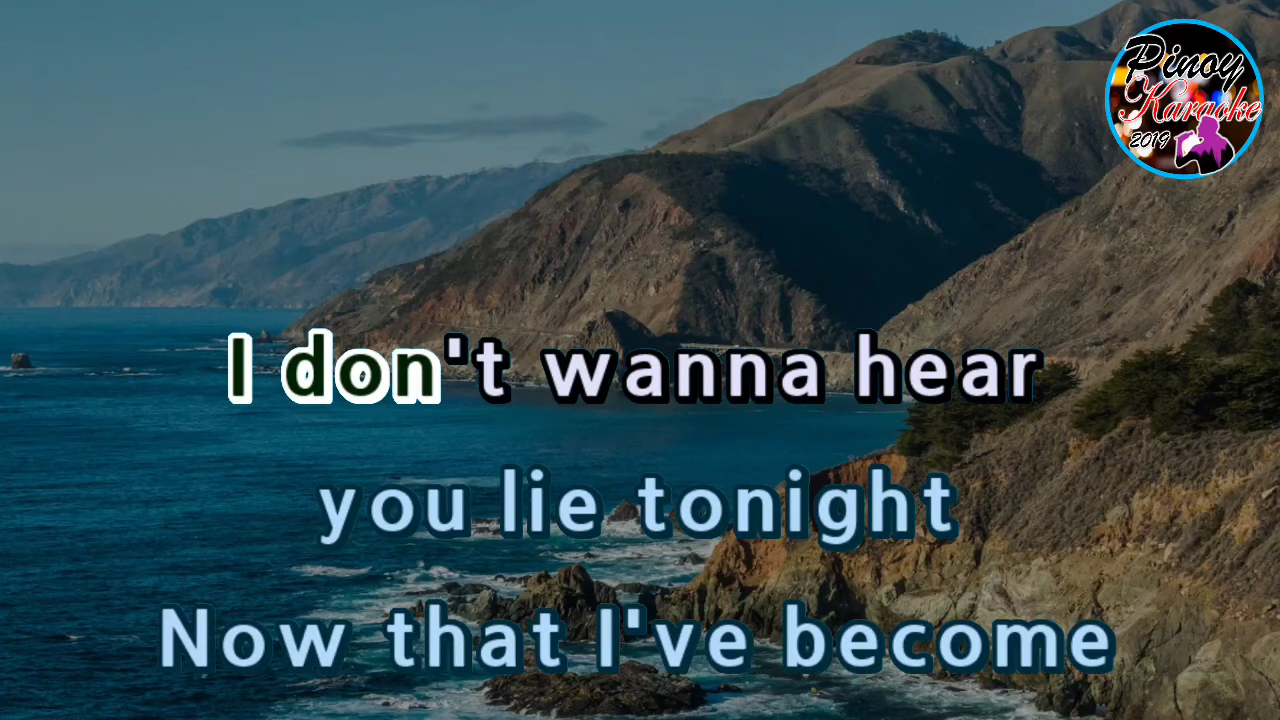 Pinoy
Karaoke
2019
I don't wanna hear
you lie tonight
Now that I've become